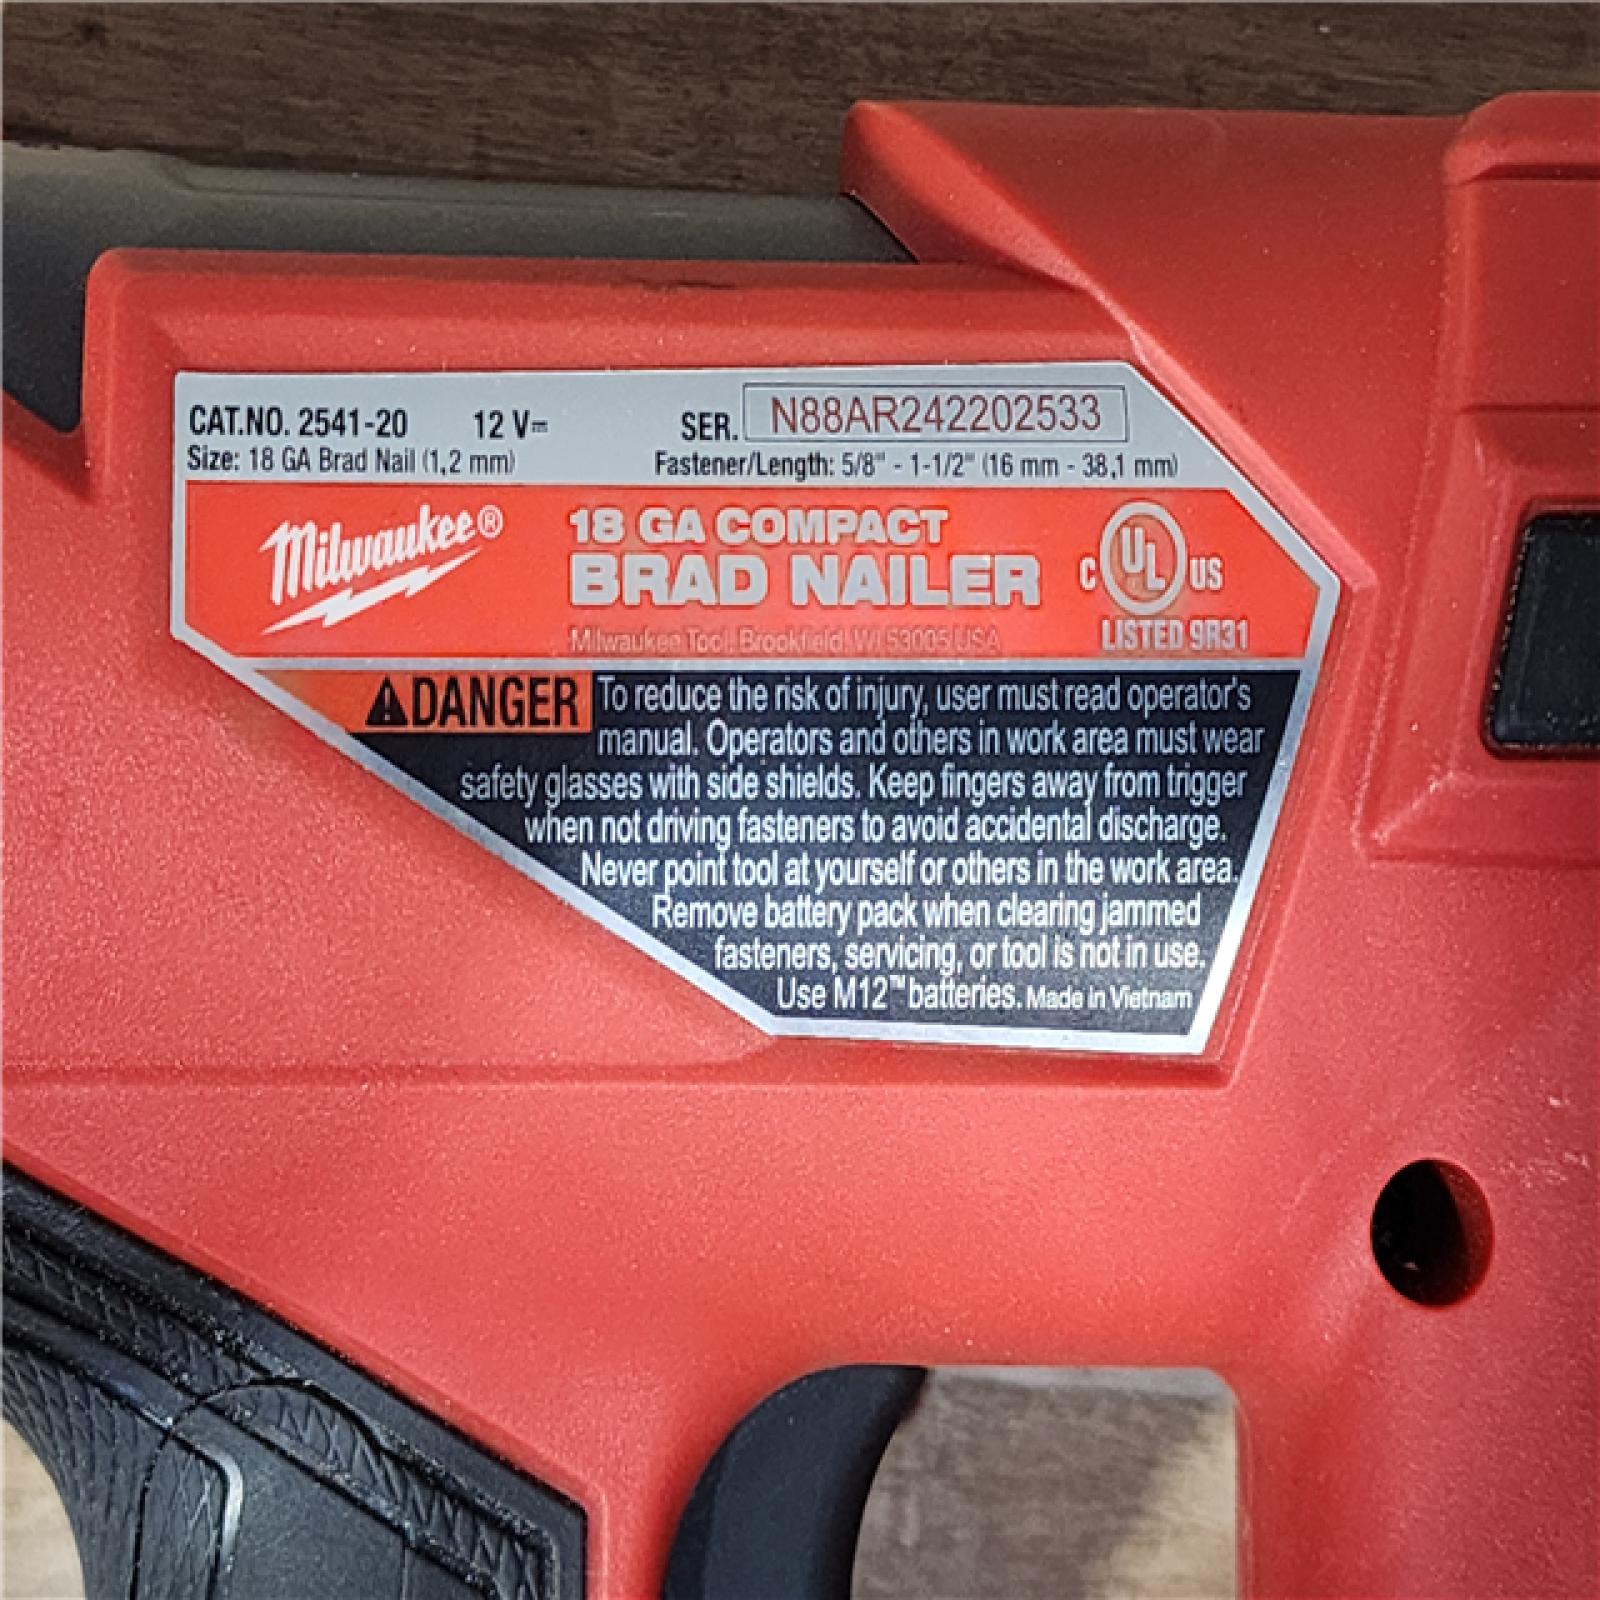 CAT.NO. 2541-20 12 V⎓ SER. N88AR242202533
Size: 18 GA Brad Nail (1,2 mm) Fastener/Length: 5/8" - 1-1/2" (16 mm - 38,1 mm)
Milwaukee®
18 GA COMPACT
BRAD NAILER
C UL US
LISTED 9R31
Milwaukee Tool, Brookfield, WI 53005 USA
DANGER To reduce the risk of injury, user must read operator's
manual. Operators and others in work area must wear
safety glasses with side shields. Keep fingers away from trigger
when not driving fasteners to avoid accidental discharge.
Never point tool at yourself or others in the work area.
Remove battery pack when clearing jammed
fasteners, servicing, or tool is not in use.
Use M12™ batteries. Made in Vietnam